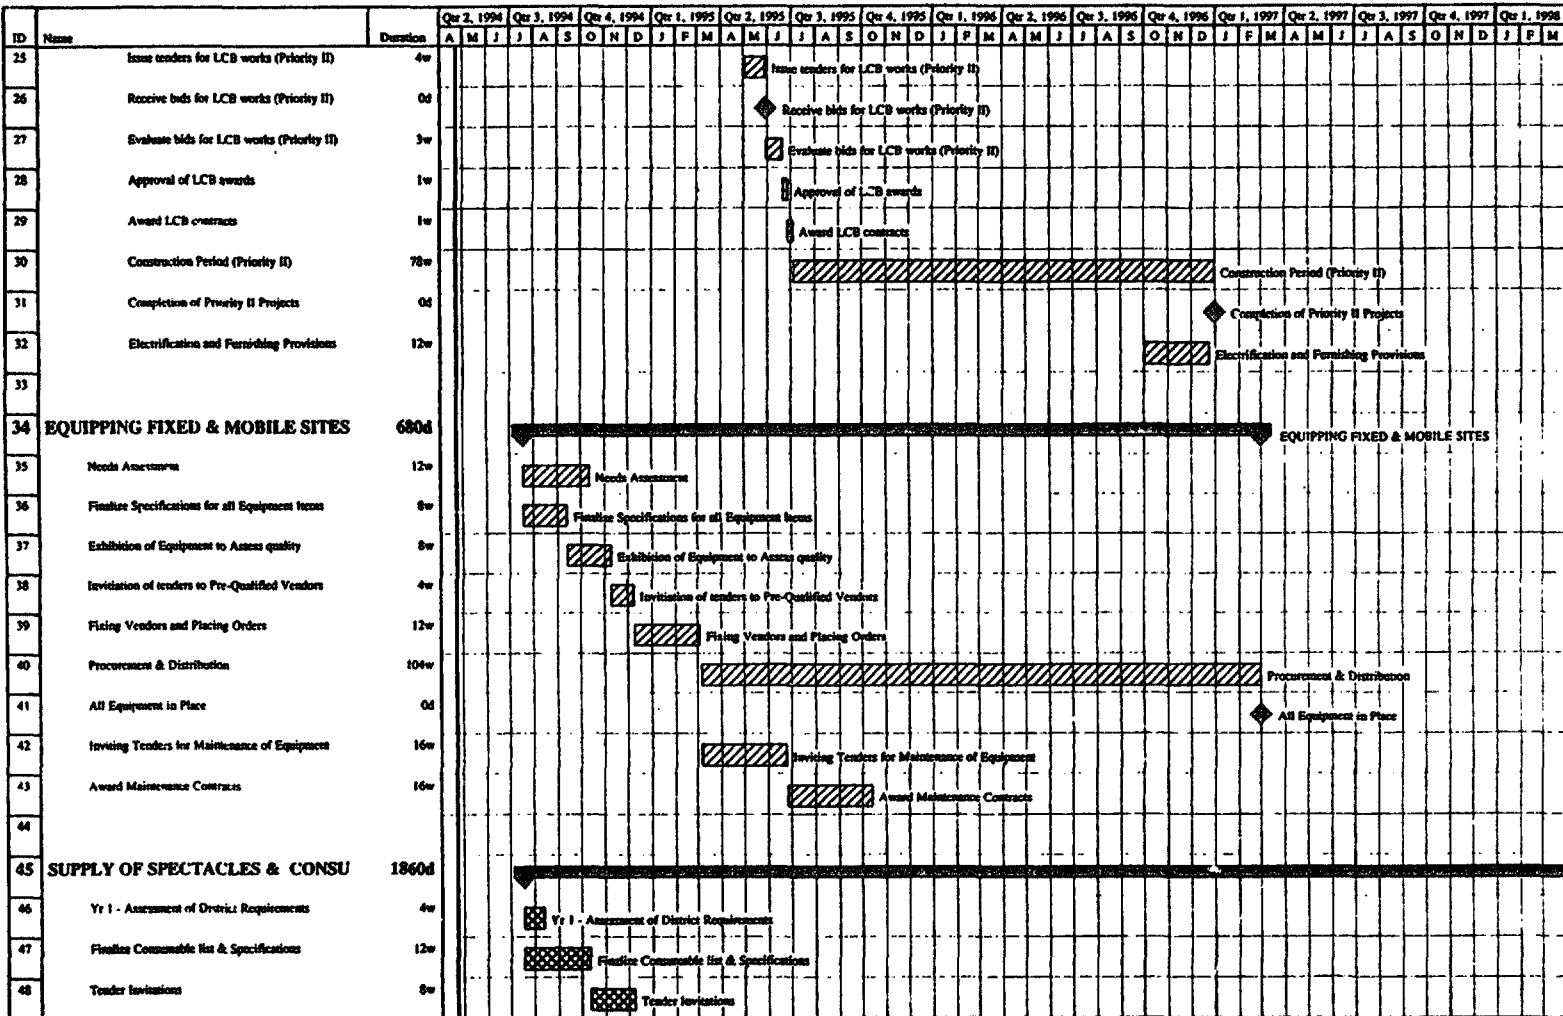 Qtr 2, 1994 Qtr 3, 1994 Qtr 4, 1994 Qtr 1, 1995 Qtr 2, 1995 Qtr 3, 1995 Qtr 4, 1995 Qtr 1, 1996 Qtr 2, 1996 Qtr 3, 1996 Qtr 4, 1996 Qtr 1, 1997 Qtr 2, 1997 Qtr 3, 1997 Qtr 4, 1997 Qtr 1, 1998
ID Name Duration A M J J A S O N D J F M A M J J A S O N D J F M A M J J A S O N D J F M A M J J A S O N D J F M
25 Issue tenders for LCB works (Priority II) 4w Issue tenders for LCB works (Priority II)
26 Receive bids for LCB works (Priority II) 0d Receive bids for LCB works (Priority II)
27 Evaluate bids for LCB works (Priority II) 3w Evaluate bids for LCB works (Priority II)
28 Approval of LCB awards 1w Approval of LCB awards
29 Award LCB contracts 1w Award LCB contracts
30 Construction Period (Priority II) 78w Construction Period (Priority II)
31 Completion of Priority II Projects 0d Completion of Priority II Projects
32 Electrification and Furnishing Provisions 12w Electrification and Furnishing Provisions
33
34 EQUIPPING FIXED & MOBILE SITES 680d EQUIPPING FIXED & MOBILE SITES
35 Needs Assessment 12w Needs Assessment
36 Finalize Specifications for all Equipment Items 8w Finalize Specifications for all Equipment Items
37 Exhibition of Equipment to Assess quality 8w Exhibition of Equipment to Assess quality
38 Invitiation of tenders to Pre-Qualified Vendors 4w Invitiation of tenders to Pre-Qualified Vendors
39 Fixing Vendors and Placing Orders 12w Fixing Vendors and Placing Orders
40 Procurement & Distribution 104w Procurement & Distribution
41 All Equipment in Place 0d All Equipment in Place
42 Inviting Tenders for Maintenance of Equipment 16w Inviting Tenders for Maintenance of Equipment
43 Award Maintenance Contracts 16w Award Maintenance Contracts
44
45 SUPPLY OF SPECTACLES & CONSU 1860d
46 Yr 1 - Assessment of District Requirements 4w Yr 1 - Assessment of District Requirements
47 Finalize Consumable list & Specifications 12w Finalize Consumable list & Specifications
48 Tender Invitations 8w Tender Invitations